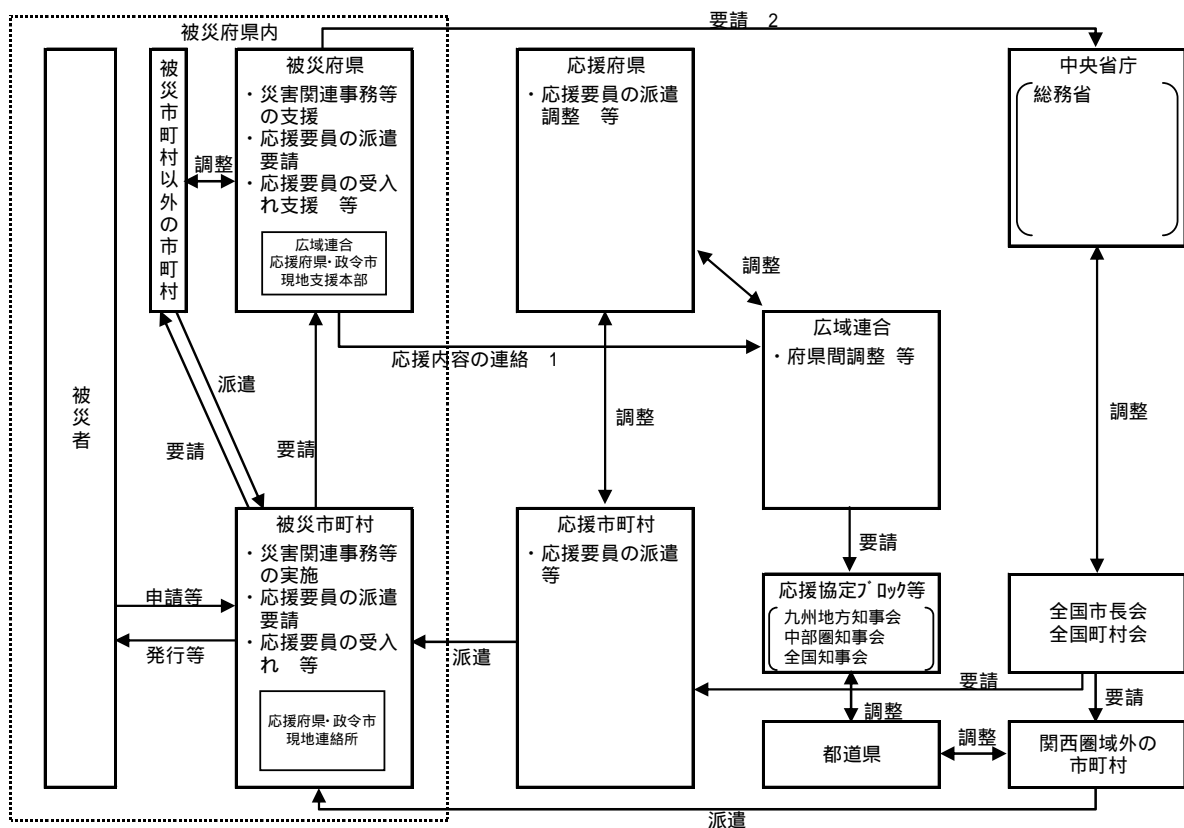 要請 2
被災府県内
被災者
被災市町村以外の市町村
調整
被災府県
・災害関連事務等
の支援
・応援要員の派遣
要請
・応援要員の受入
れ支援 等
広域連合
応援府県・政令市
現地支援本部
応援府県
・応援要員の派遣
調整 等
中央省庁
総務省
調整
広域連合
・府県間調整 等
応援内容の連絡 1
派遣
要請
要請
調整
調整
被災市町村
・災害関連事務等
の実施
・応援要員の派遣
要請
・応援要員の受入
れ 等
応援府県・政令市
現地連絡所
申請等
発行等
応援市町村
・応援要員の派遣
等
派遣
要請
応援協定ﾌﾞﾛｯｸ等
九州地方知事会
中部圏知事会
全国知事会
全国市長会
全国町村会
要請
要請
調整
都道県
調整
関西圏域外の
市町村
派遣